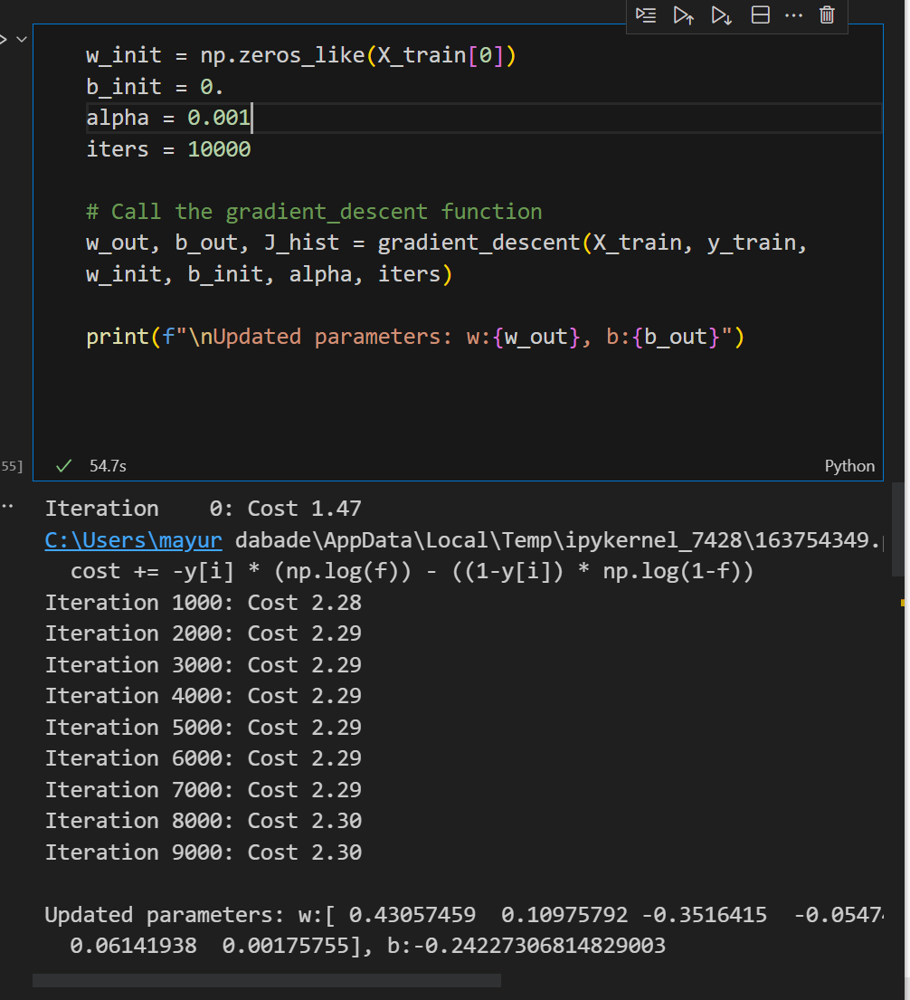 w_init = np.zeros_like(X_train[0])
b_init = 0.
alpha = 0.001
iters = 10000
# Call the gradient_descent function
w_out, b_out, J_hist = gradient_descent(X_train, y_train,
w_init, b_init, alpha, iters)
print(f"\nUpdated parameters: w:{w_out}, b:{b_out}")
55] 54.7s Python
Iteration    0: Cost 1.47
C:\Users\mayur dabade\AppData\Local\Temp\ipykernel_7428\163754349.p
  cost += -y[i] * (np.log(f)) - ((1-y[i]) * np.log(1-f))
Iteration 1000: Cost 2.28
Iteration 2000: Cost 2.29
Iteration 3000: Cost 2.29
Iteration 4000: Cost 2.29
Iteration 5000: Cost 2.29
Iteration 6000: Cost 2.29
Iteration 7000: Cost 2.29
Iteration 8000: Cost 2.30
Iteration 9000: Cost 2.30
Updated parameters: w:[ 0.43057459  0.10975792 -0.3516415  -0.0547
  0.06141938  0.00175755], b:-0.24227306814829003